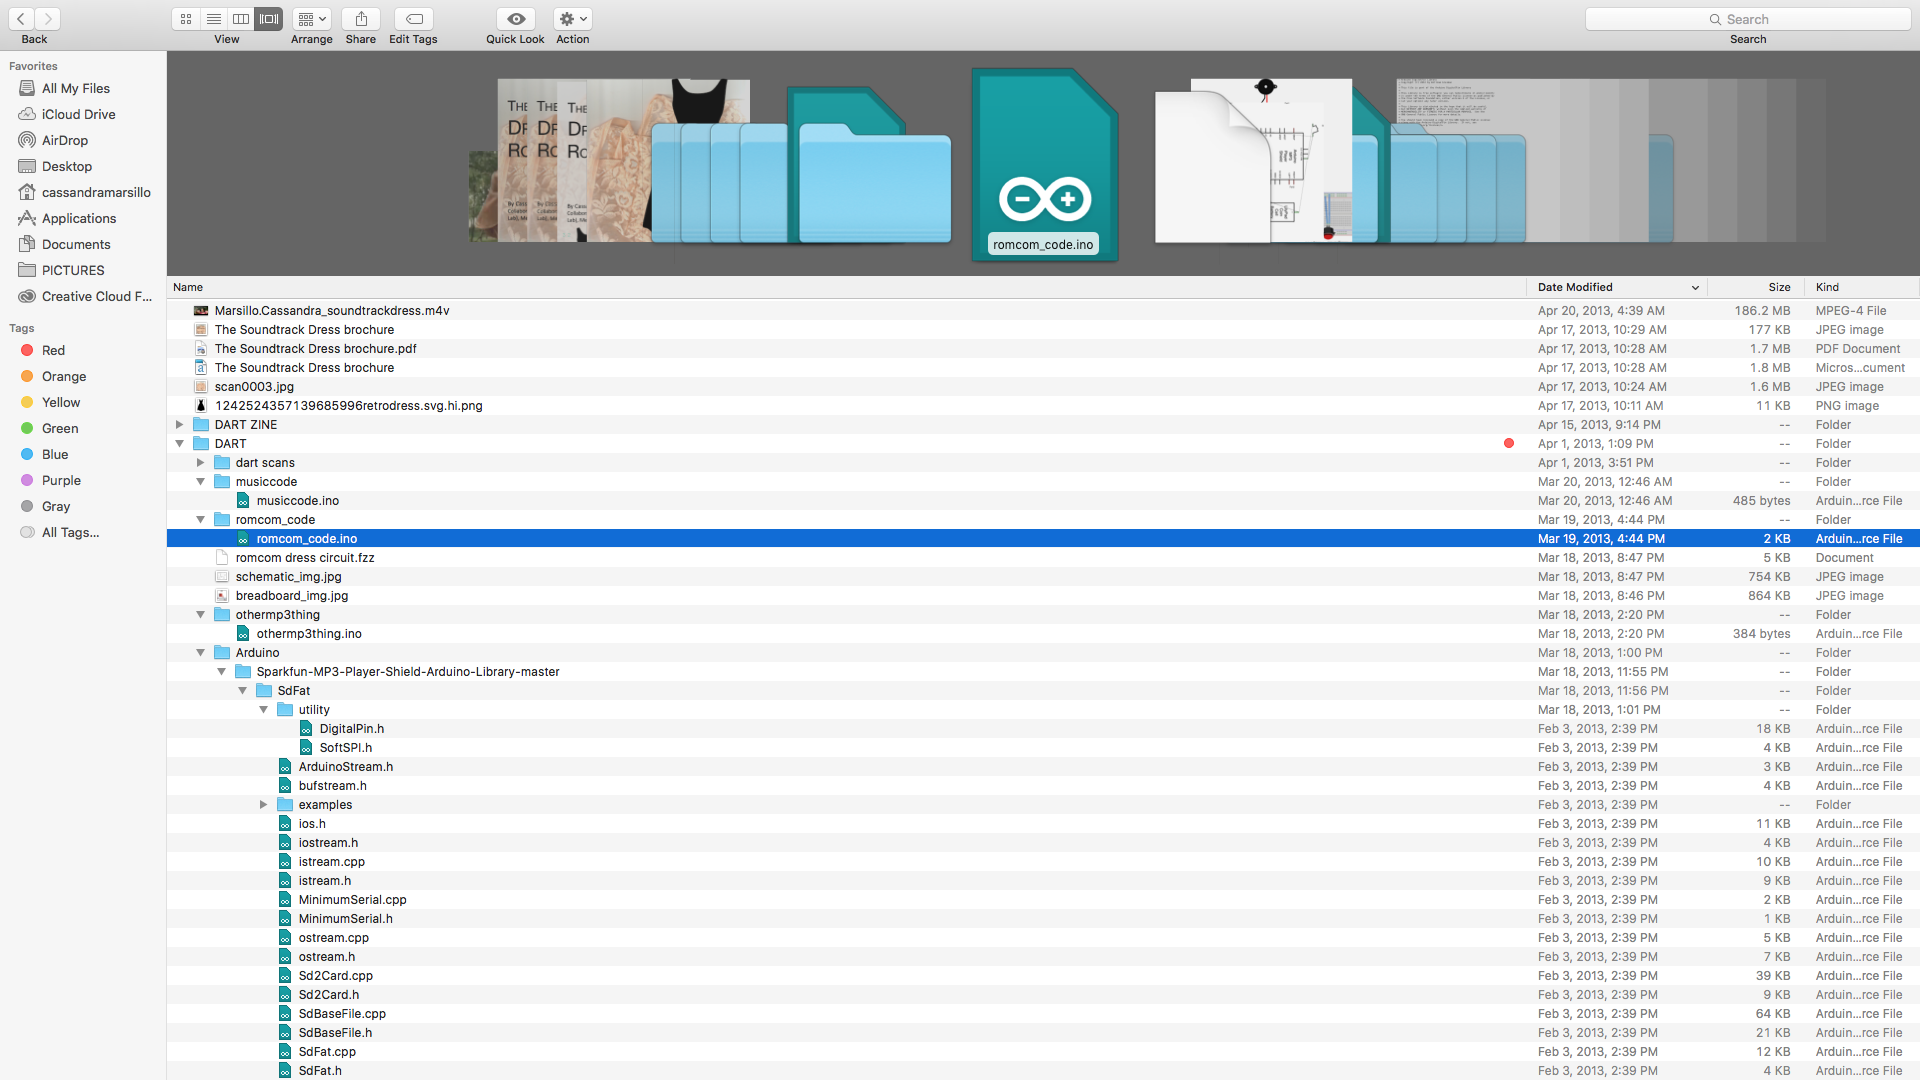 Back View Arrange Share Edit Tags Quick Look Action Search Search
Favorites
All My Files
iCloud Drive
AirDrop
Desktop
cassandramarsillo
Applications
Documents
PICTURES
Creative Cloud F...
Tags
Red
Orange
Yellow
Green
Blue
Purple
Gray
All Tags...
romcom_code.ino
Name Date Modified Size Kind
Marsillo.Cassandra_soundtrackdress.m4v Apr 20, 2013, 4:39 AM 186.2 MB MPEG-4 File
The Soundtrack Dress brochure Apr 17, 2013, 10:29 AM 177 KB JPEG image
The Soundtrack Dress brochure.pdf Apr 17, 2013, 10:28 AM 1.7 MB PDF Document
The Soundtrack Dress brochure Apr 17, 2013, 10:28 AM 1.8 MB Micros...cument
scan0003.jpg Apr 17, 2013, 10:24 AM 1.6 MB JPEG image
1242524357139685996retrodress.svg.hi.png Apr 17, 2013, 10:11 AM 11 KB PNG image
DART ZINE Apr 15, 2013, 9:14 PM -- Folder
DART Apr 1, 2013, 1:09 PM -- Folder
dart scans Apr 1, 2013, 3:51 PM -- Folder
musiccode Mar 20, 2013, 12:46 AM -- Folder
musiccode.ino Mar 20, 2013, 12:46 AM 485 bytes Arduin...rce File
romcom_code Mar 19, 2013, 4:44 PM -- Folder
romcom_code.ino Mar 19, 2013, 4:44 PM 2 KB Arduin...rce File
romcom dress circuit.fzz Mar 18, 2013, 8:47 PM 5 KB Document
schematic_img.jpg Mar 18, 2013, 8:47 PM 754 KB JPEG image
breadboard_img.jpg Mar 18, 2013, 8:46 PM 864 KB JPEG image
othermp3thing Mar 18, 2013, 2:20 PM -- Folder
othermp3thing.ino Mar 18, 2013, 2:20 PM 384 bytes Arduin...rce File
Arduino Mar 18, 2013, 1:00 PM -- Folder
Sparkfun-MP3-Player-Shield-Arduino-Library-master Mar 18, 2013, 11:55 PM -- Folder
SdFat Mar 18, 2013, 11:56 PM -- Folder
utility Mar 18, 2013, 1:01 PM -- Folder
DigitalPin.h Feb 3, 2013, 2:39 PM 18 KB Arduin...rce File
SoftSPI.h Feb 3, 2013, 2:39 PM 4 KB Arduin...rce File
ArduinoStream.h Feb 3, 2013, 2:39 PM 3 KB Arduin...rce File
bufstream.h Feb 3, 2013, 2:39 PM 4 KB Arduin...rce File
examples Feb 3, 2013, 2:39 PM -- Folder
ios.h Feb 3, 2013, 2:39 PM 11 KB Arduin...rce File
iostream.h Feb 3, 2013, 2:39 PM 4 KB Arduin...rce File
istream.cpp Feb 3, 2013, 2:39 PM 10 KB Arduin...rce File
istream.h Feb 3, 2013, 2:39 PM 9 KB Arduin...rce File
MinimumSerial.cpp Feb 3, 2013, 2:39 PM 2 KB Arduin...rce File
MinimumSerial.h Feb 3, 2013, 2:39 PM 1 KB Arduin...rce File
ostream.cpp Feb 3, 2013, 2:39 PM 5 KB Arduin...rce File
ostream.h Feb 3, 2013, 2:39 PM 7 KB Arduin...rce File
Sd2Card.cpp Feb 3, 2013, 2:39 PM 39 KB Arduin...rce File
Sd2Card.h Feb 3, 2013, 2:39 PM 9 KB Arduin...rce File
SdBaseFile.cpp Feb 3, 2013, 2:39 PM 64 KB Arduin...rce File
SdBaseFile.h Feb 3, 2013, 2:39 PM 21 KB Arduin...rce File
SdFat.cpp Feb 3, 2013, 2:39 PM 12 KB Arduin...rce File
SdFat.h Feb 3, 2013, 2:39 PM 4 KB Arduin...rce File